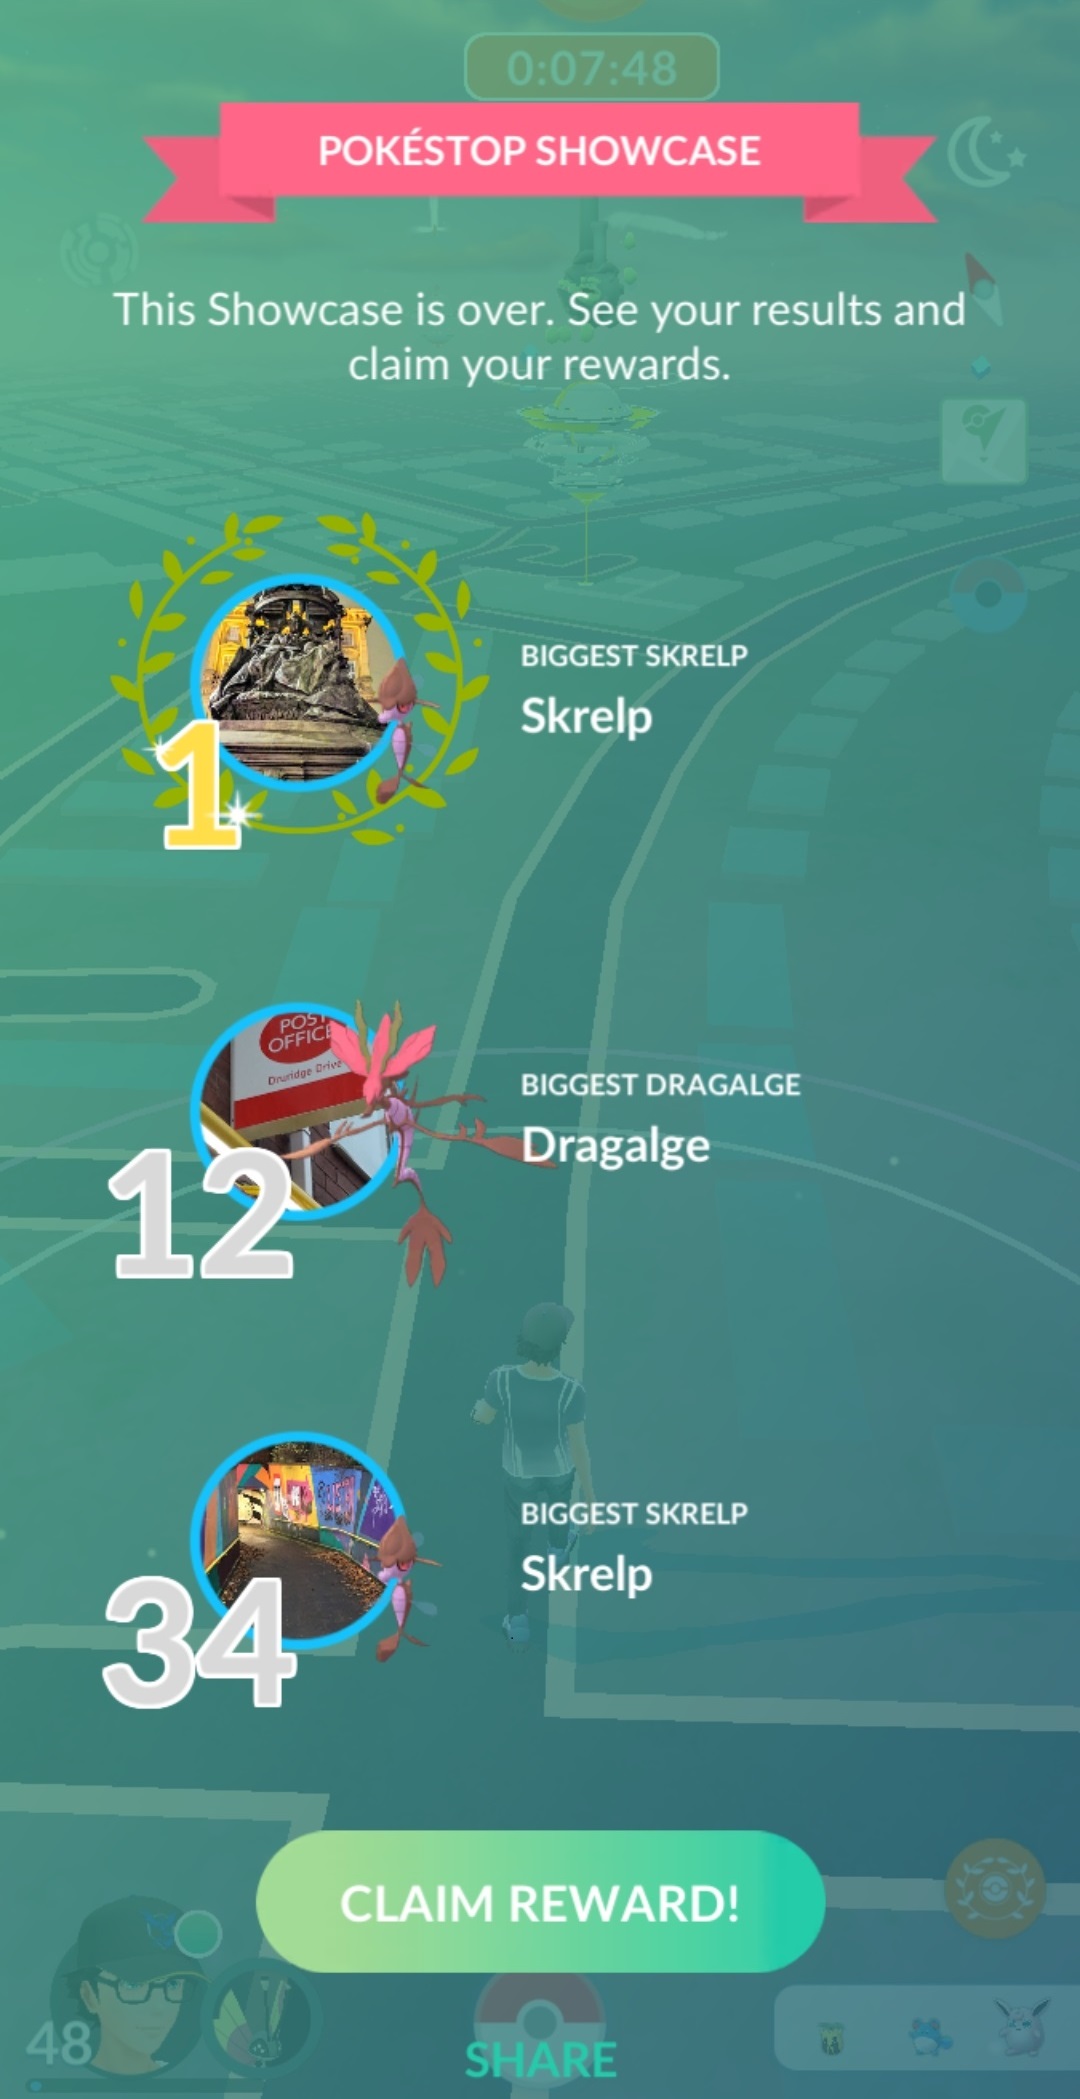 0:07:48
POKÉSTOP SHOWCASE
This Showcase is over. See your results and
claim your rewards.
BIGGEST SKRELP
Skrelp
1
POST
OFFICE
Druridge Drive
BIGGEST DRAGALGE
Dragalge
12
BIGGEST SKRELP
Skrelp
34
CLAIM REWARD!
48
SHARE